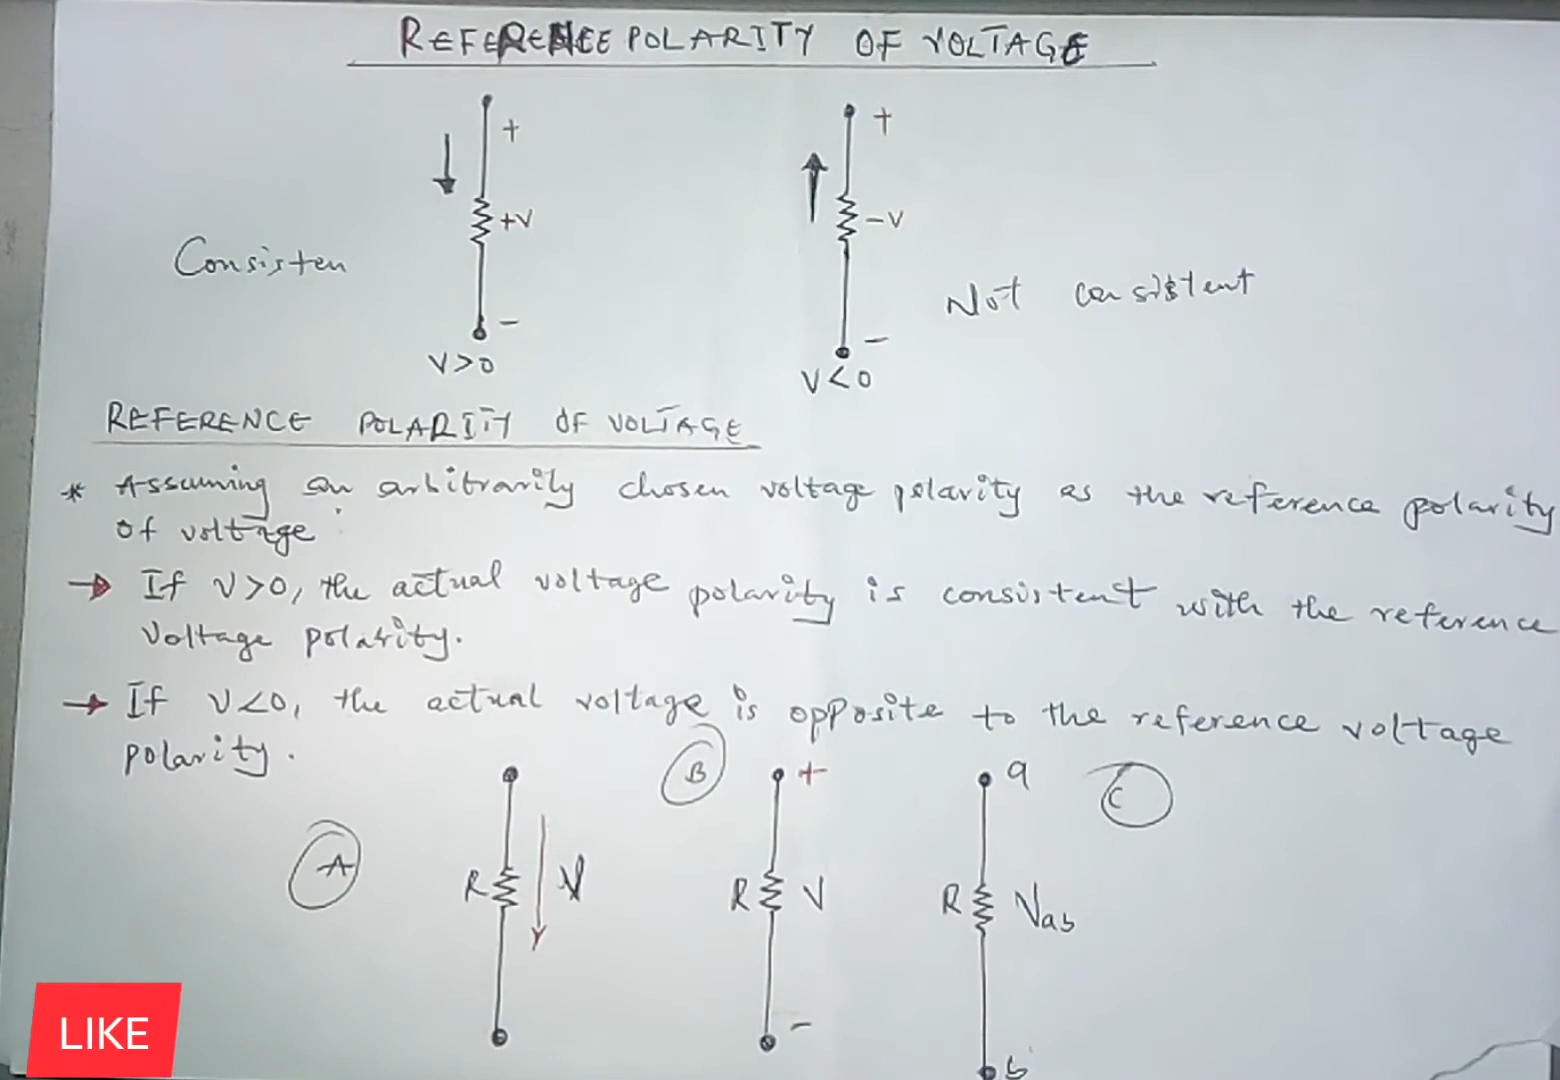 REFERENCE POLARITY OF VOLTAGE
+
+
+V
-V
Consisten
Not consistent
-
-
V>0
V<0
REFERENCE POLARITY OF VOLTAGE
* Assuming an arbitrarily chosen voltage polarity as the reference polarity
of voltage :
→ If V>0, the actual voltage polarity is consistent with the reference
voltage polarity.
→ If V<0, the actual voltage is opposite to the reference voltage
polarity.
A
R V
B
+
R V
-
a
C
R Vab
b
LIKE